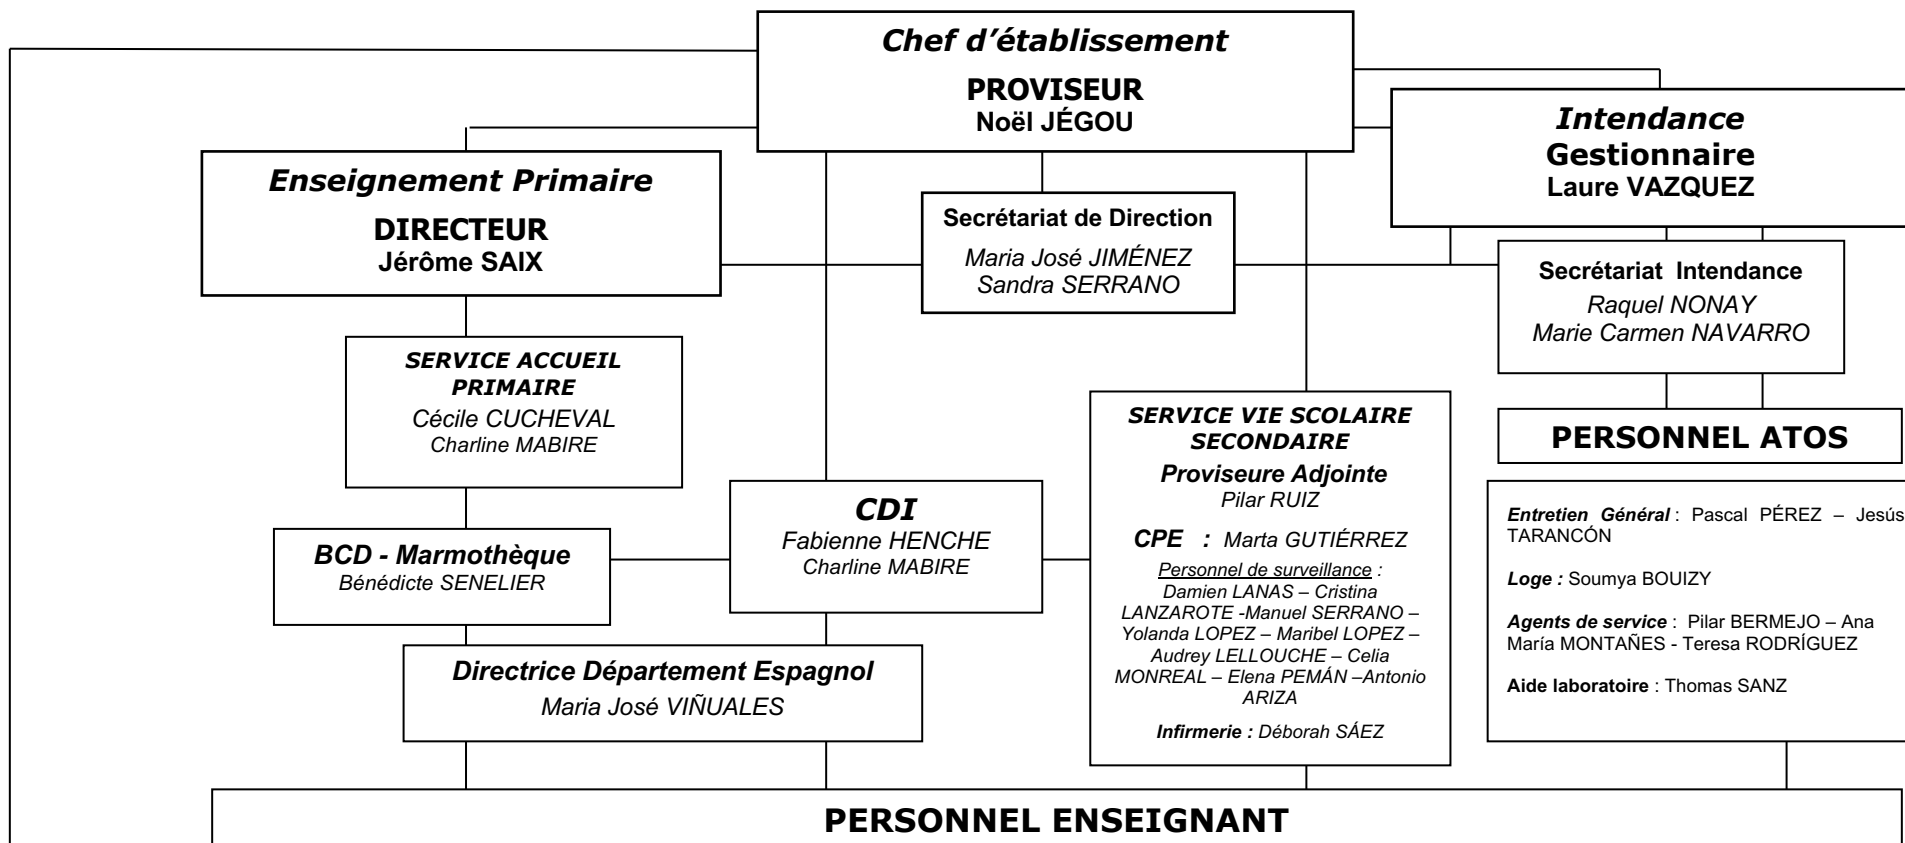 Chef d’établissement
PROVISEUR
Noël JÉGOU
Intendance
Gestionnaire
Laure VAZQUEZ
Enseignement Primaire
DIRECTEUR
Jérôme SAIX
Secrétariat de Direction
Maria José JIMÉNEZ
Sandra SERRANO
Secrétariat Intendance
Raquel NONAY
Marie Carmen NAVARRO
SERVICE ACCUEIL
PRIMAIRE
Cécile CUCHEVAL
Charline MABIRE
SERVICE VIE SCOLAIRE
SECONDAIRE
Proviseure Adjointe
Pilar RUIZ
CPE : Marta GUTIÉRREZ
Personnel de surveillance :
Damien LANAS – Cristina
LANZAROTE -Manuel SERRANO –
Yolanda LOPEZ – Maribel LOPEZ –
Audrey LELLOUCHE – Celia
MONREAL – Elena PEMÁN –Antonio
ARIZA
Infirmerie : Déborah SÁEZ
PERSONNEL ATOS
CDI
Fabienne HENCHE
Charline MABIRE
BCD - Marmothèque
Bénédicte SENELIER
Entretien Général : Pascal PÉREZ – Jesús
TARANCÓN
Loge : Soumya BOUIZY
Agents de service : Pilar BERMEJO – Ana
María MONTAÑES - Teresa RODRÍGUEZ
Aide laboratoire : Thomas SANZ
Directrice Département Espagnol
Maria José VIÑUALES
PERSONNEL ENSEIGNANT